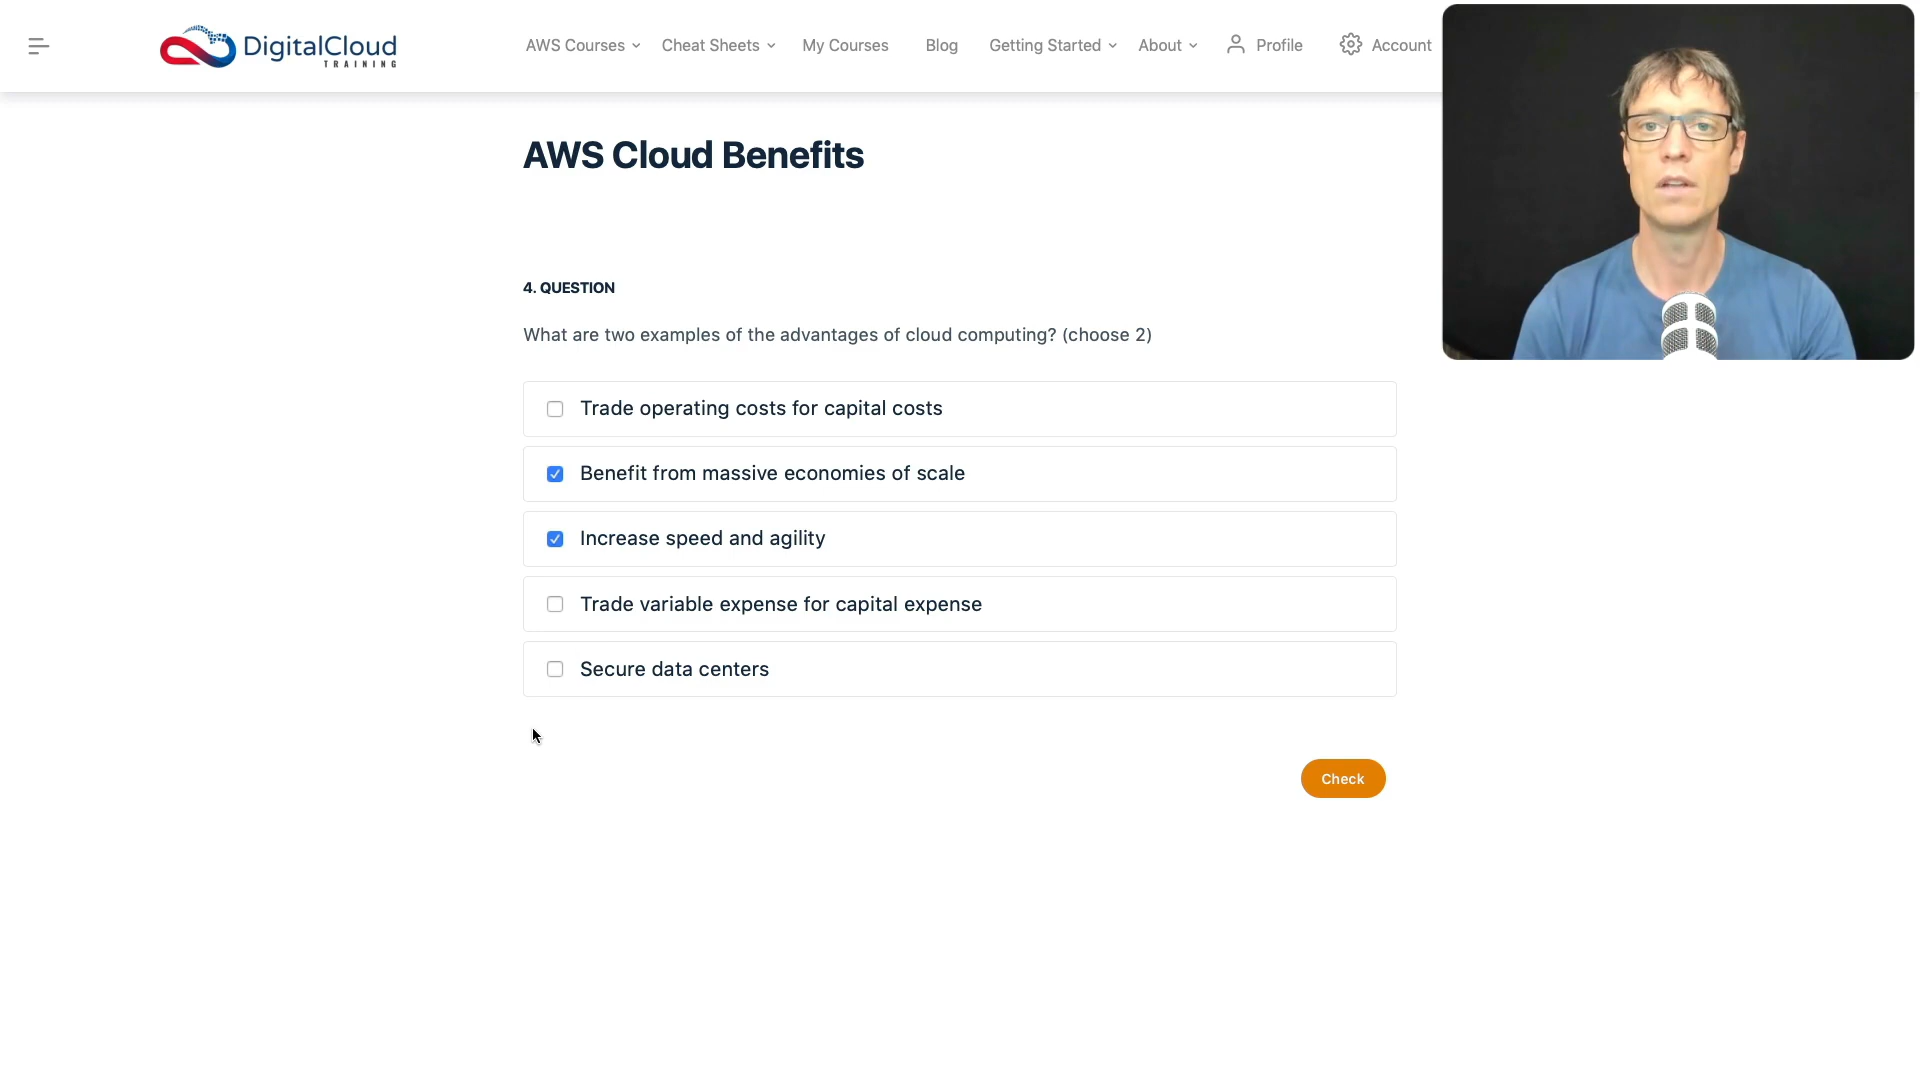 DigitalCloud
TRAINING
AWS Courses
Cheat Sheets
My Courses
Blog
Getting Started
About
Profile
Account
AWS Cloud Benefits
4. QUESTION
What are two examples of the advantages of cloud computing? (choose 2)
Trade operating costs for capital costs
Benefit from massive economies of scale
Increase speed and agility
Trade variable expense for capital expense
Secure data centers
Check